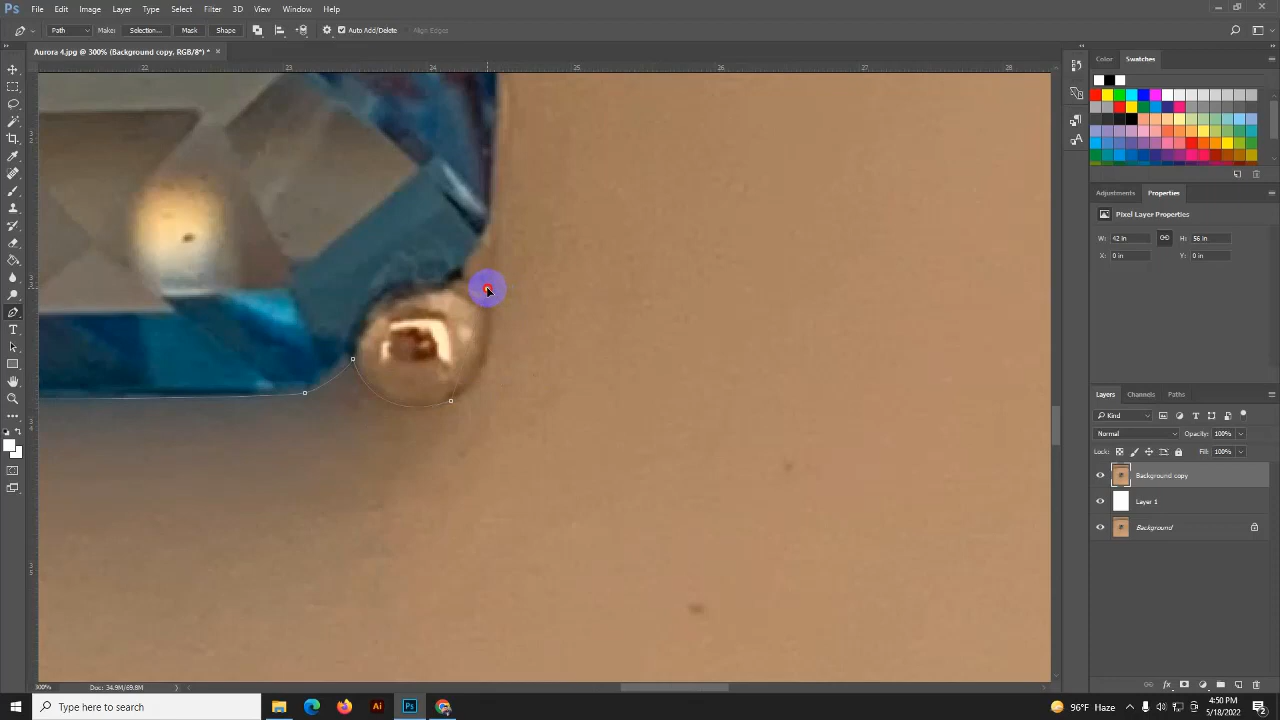 Ps File Edit Image Layer Type Select Filter 3D View Window Help
Path Make: Selection... Mask Shape Auto Add/Delete Align Edges
Aurora 4.jpg @ 300% (Background copy, RGB/8*) * ×
22 23 24 25 26 27 28
Color Swatches
Adjustments Properties
Pixel Layer Properties
W: 42 in H: 56 in
X: 0 in Y: 0 in
Layers Channels Paths
Kind
Normal Opacity: 100%
Lock: Fill: 100%
Background copy
Layer 1
Background
300% Doc: 34.9M/69.8M
Type here to search
Ai Ps
96°F Haze
4:50 PM
5/18/2022
2